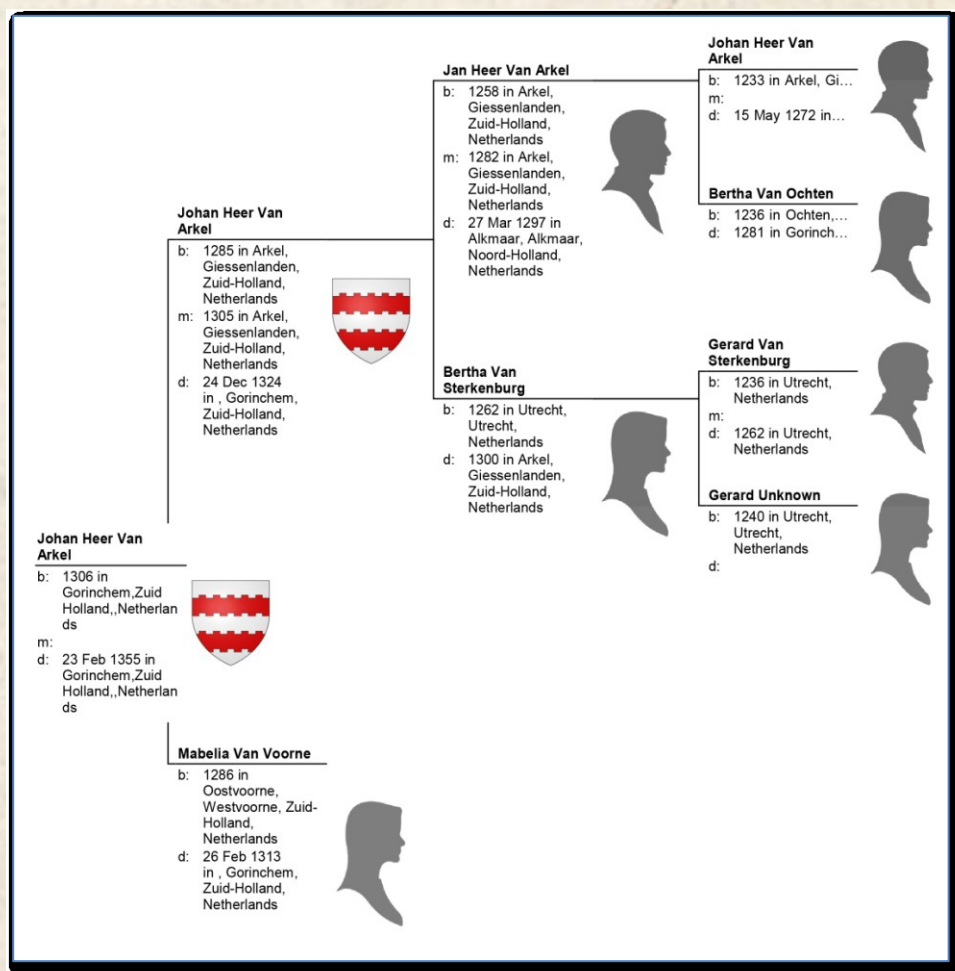 Johan Heer Van
Arkel
b: 1233 in Arkel, Gi…
m:
d: 15 May 1272 in…
Jan Heer Van Arkel
b: 1258 in Arkel,
Giessenlanden,
Zuid-Holland,
Netherlands
m: 1282 in Arkel,
Giessenlanden,
Zuid-Holland,
Netherlands
d: 27 Mar 1297 in
Alkmaar, Alkmaar,
Noord-Holland,
Netherlands
Bertha Van Ochten
b: 1236 in Ochten,…
d: 1281 in Gorinch…
Johan Heer Van
Arkel
b: 1285 in Arkel,
Giessenlanden,
Zuid-Holland,
Netherlands
m: 1305 in Arkel,
Giessenlanden,
Zuid-Holland,
Netherlands
d: 24 Dec 1324
in , Gorinchem,
Zuid-Holland,
Netherlands
Gerard Van
Sterkenburg
b: 1236 in Utrecht,
Netherlands
m:
d: 1262 in Utrecht,
Netherlands
Bertha Van
Sterkenburg
b: 1262 in Utrecht,
Utrecht,
Netherlands
d: 1300 in Arkel,
Giessenlanden,
Zuid-Holland,
Netherlands
Gerard Unknown
b: 1240 in Utrecht,
Utrecht,
Netherlands
d:
Johan Heer Van
Arkel
b: 1306 in
Gorinchem,Zuid
Holland,,Netherlan
ds
m:
d: 23 Feb 1355 in
Gorinchem,Zuid
Holland,,Netherlan
ds
Mabelia Van Voorne
b: 1286 in
Oostvoorne,
Westvoorne, Zuid-
Holland,
Netherlands
d: 26 Feb 1313
in , Gorinchem,
Zuid-Holland,
Netherlands